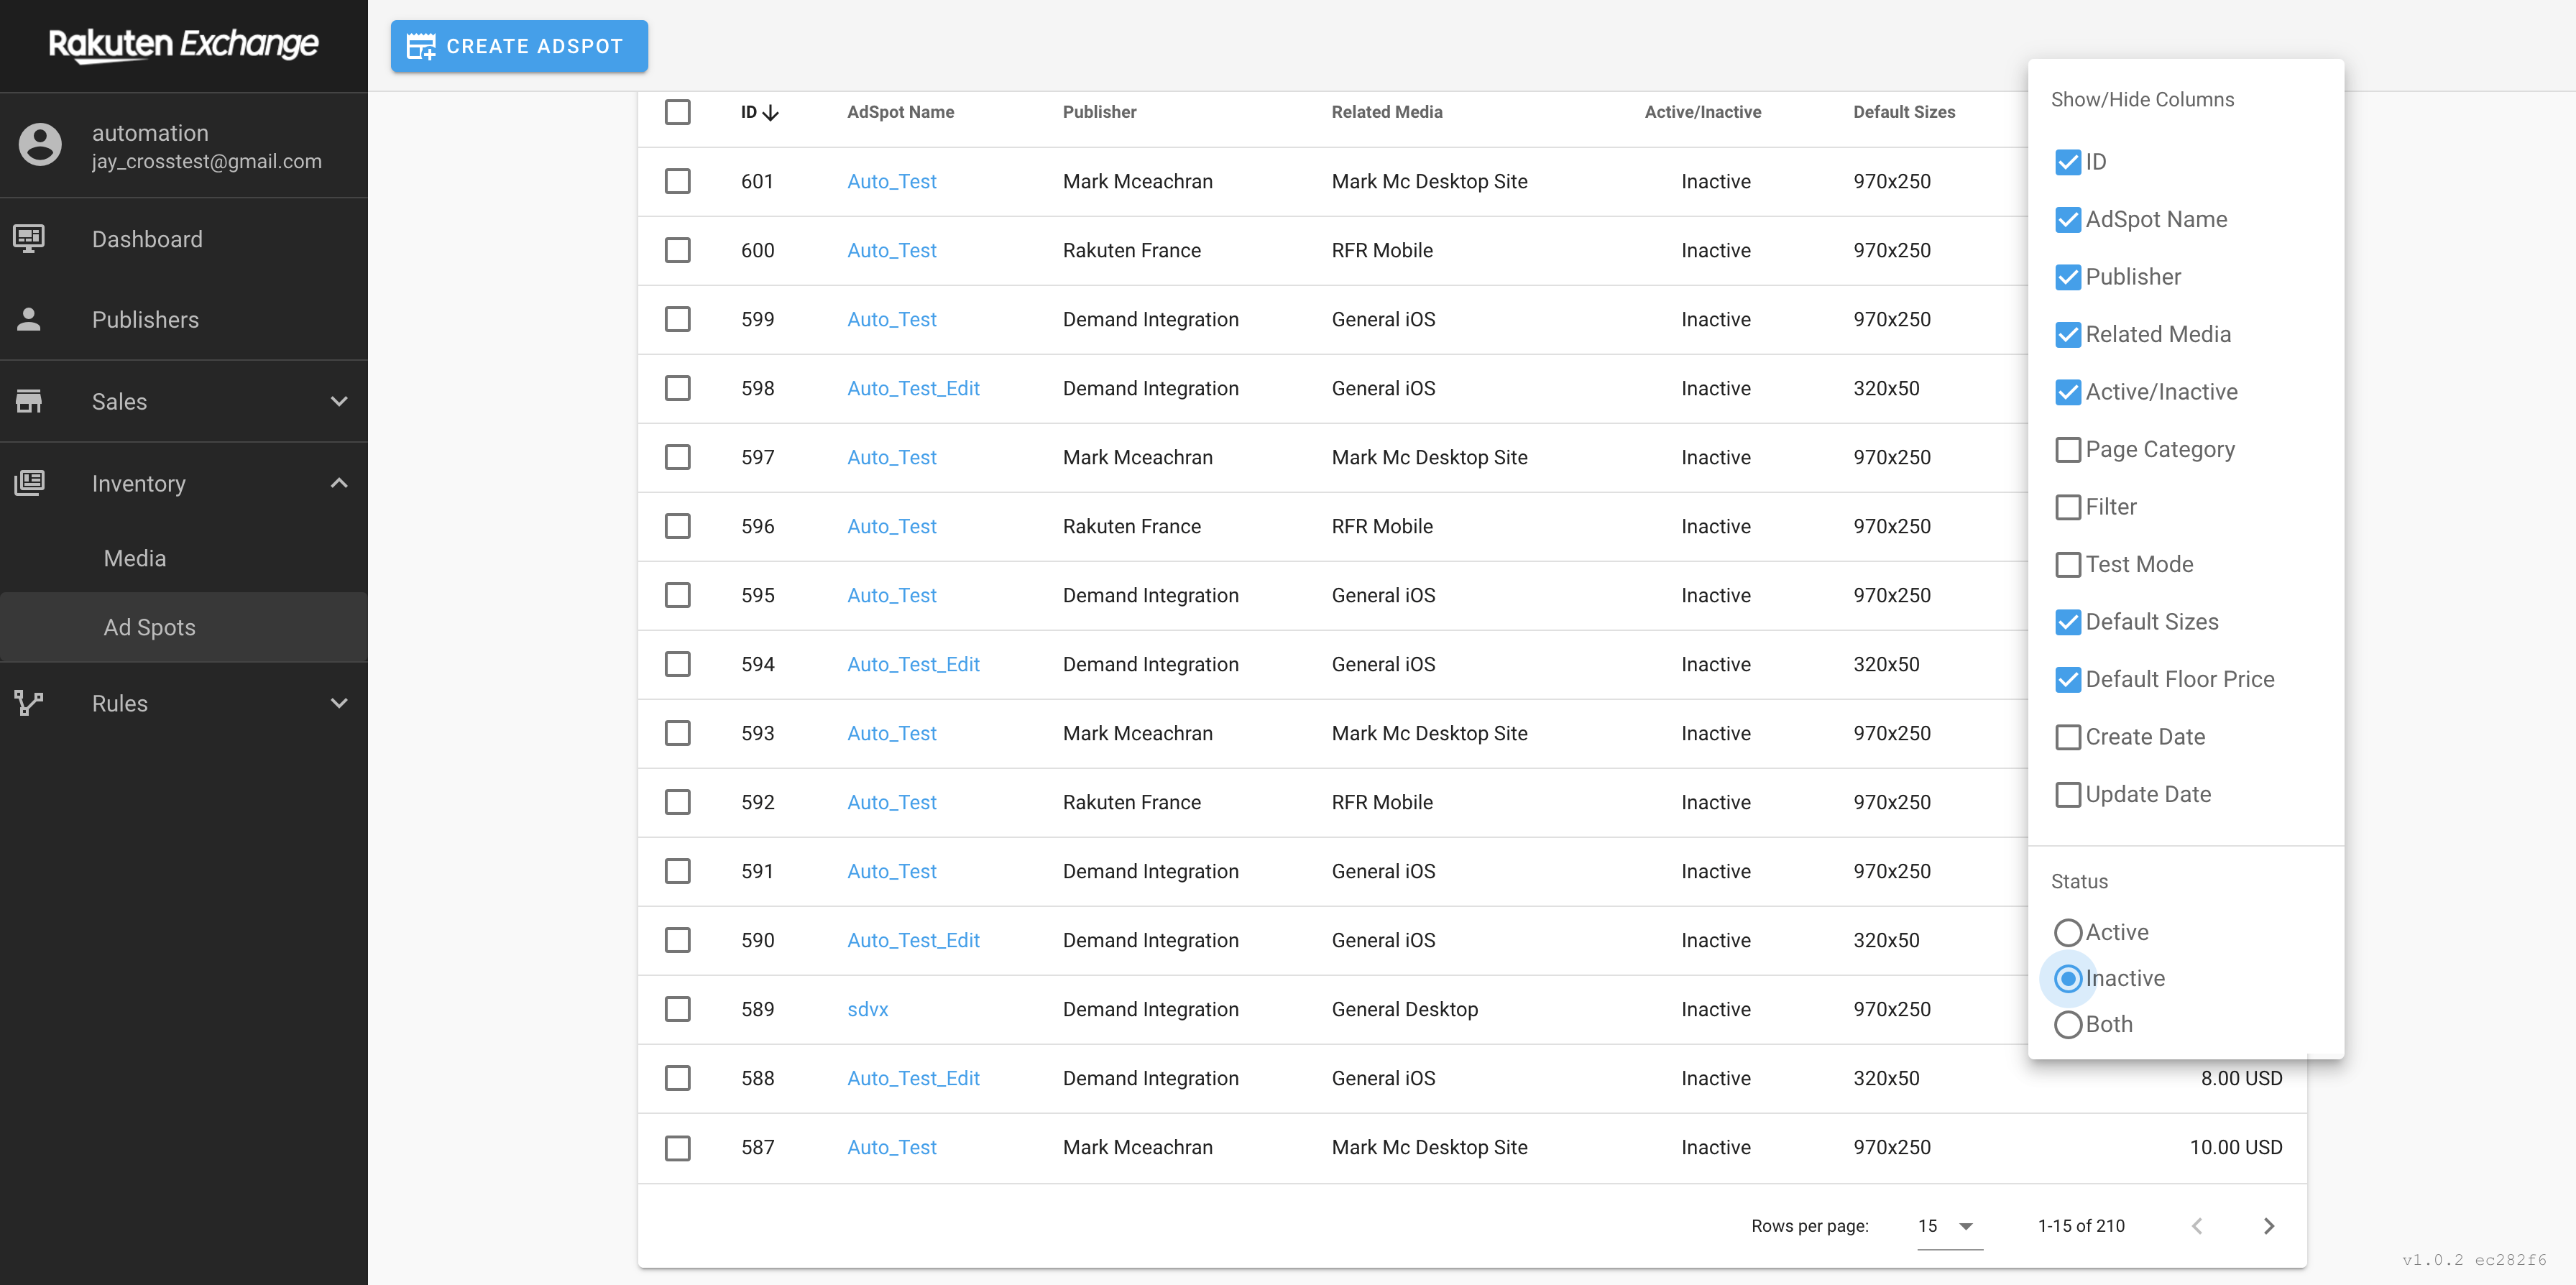 Rakuten Exchange
automation
jay_crosstest@gmail.com
Dashboard
Publishers
Sales
Inventory
Media
Ad Spots
Rules
CREATE ADSPOT
ID AdSpot Name Publisher Related Media Active/Inactive Default Sizes
601 Auto_Test Mark Mceachran Mark Mc Desktop Site Inactive 970x250
600 Auto_Test Rakuten France RFR Mobile Inactive 970x250
599 Auto_Test Demand Integration General iOS Inactive 970x250
598 Auto_Test_Edit Demand Integration General iOS Inactive 320x50
597 Auto_Test Mark Mceachran Mark Mc Desktop Site Inactive 970x250
596 Auto_Test Rakuten France RFR Mobile Inactive 970x250
595 Auto_Test Demand Integration General iOS Inactive 970x250
594 Auto_Test_Edit Demand Integration General iOS Inactive 320x50
593 Auto_Test Mark Mceachran Mark Mc Desktop Site Inactive 970x250
592 Auto_Test Rakuten France RFR Mobile Inactive 970x250
591 Auto_Test Demand Integration General iOS Inactive 970x250
590 Auto_Test_Edit Demand Integration General iOS Inactive 320x50
589 sdvx Demand Integration General Desktop Inactive 970x250
588 Auto_Test_Edit Demand Integration General iOS Inactive 320x50 8.00 USD
587 Auto_Test Mark Mceachran Mark Mc Desktop Site Inactive 970x250 10.00 USD
Rows per page: 15 1-15 of 210
Show/Hide Columns
ID
AdSpot Name
Publisher
Related Media
Active/Inactive
Page Category
Filter
Test Mode
Default Sizes
Default Floor Price
Create Date
Update Date
Status
Active
Inactive
Both
v1.0.2 ec282f6